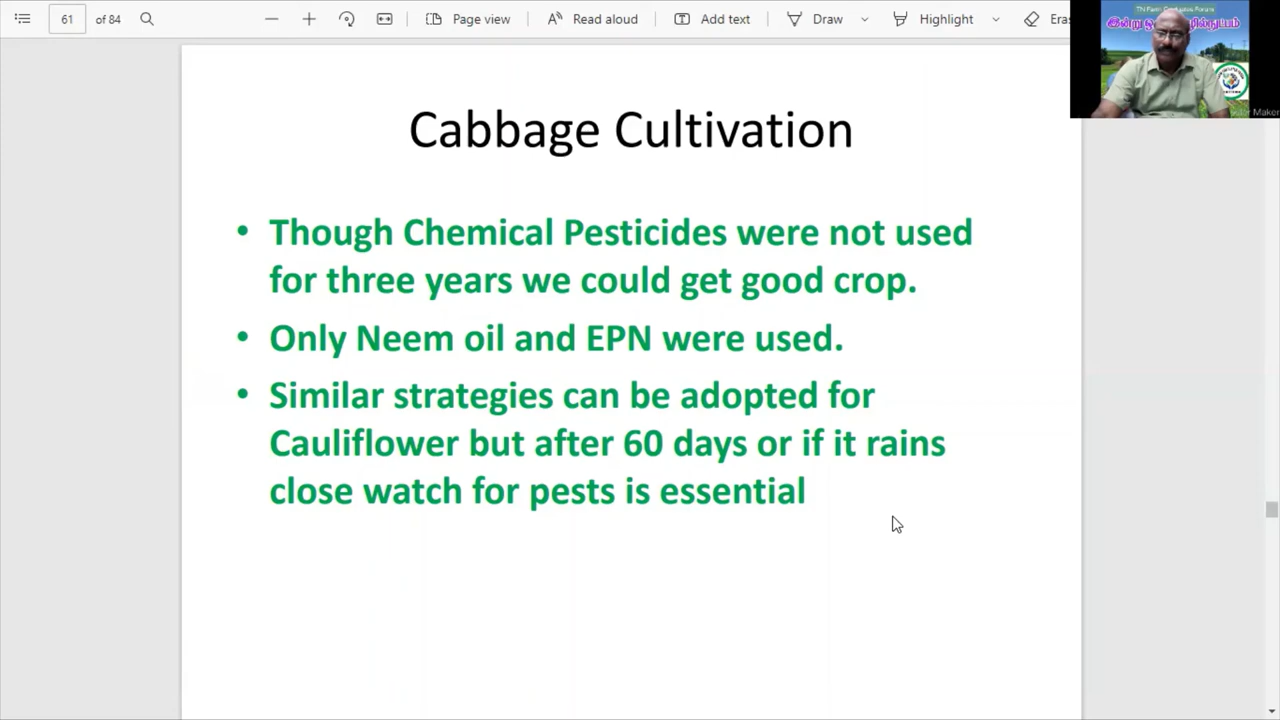 61 of 84 Page view Read aloud Add text Draw Highlight
Cabbage Cultivation
• Though Chemical Pesticides were not used
for three years we could get good crop.
• Only Neem oil and EPN were used.
• Similar strategies can be adopted for
Cauliflower but after 60 days or if it rains
close watch for pests is essential